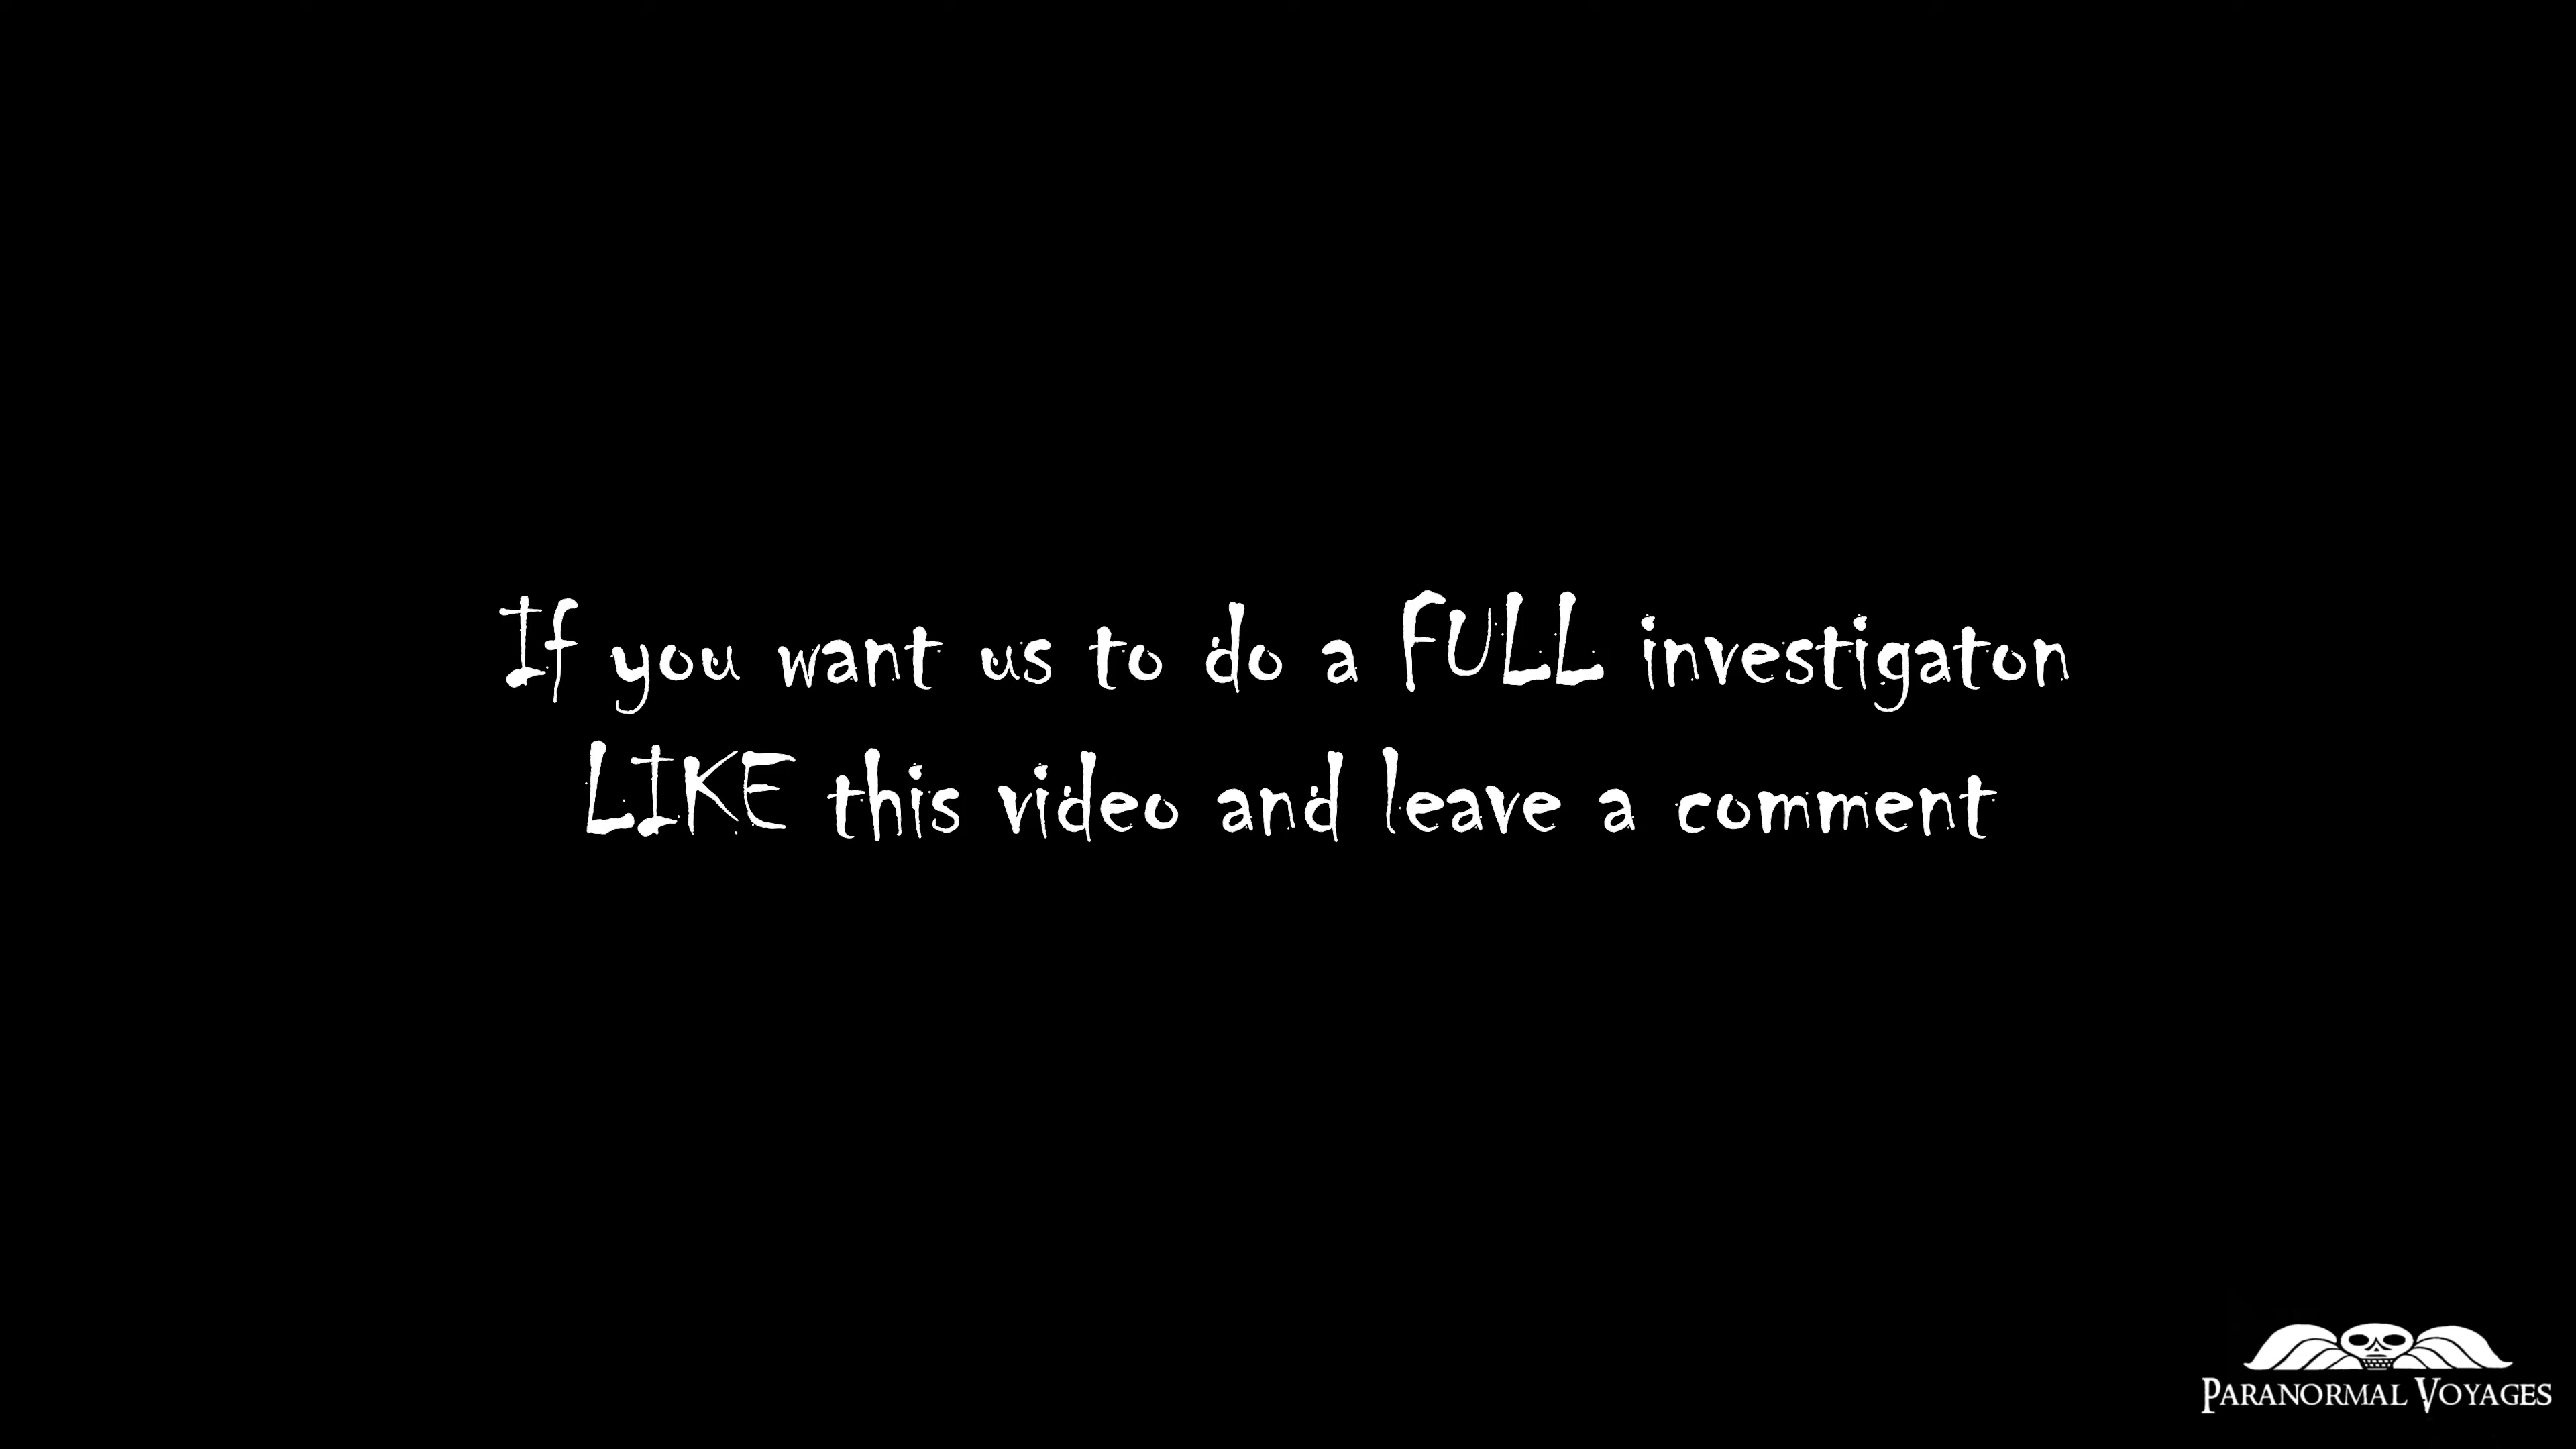 If you want us to do a FULL investigaton
LIKE this video and leave a comment
PARANORMAL VOYAGES